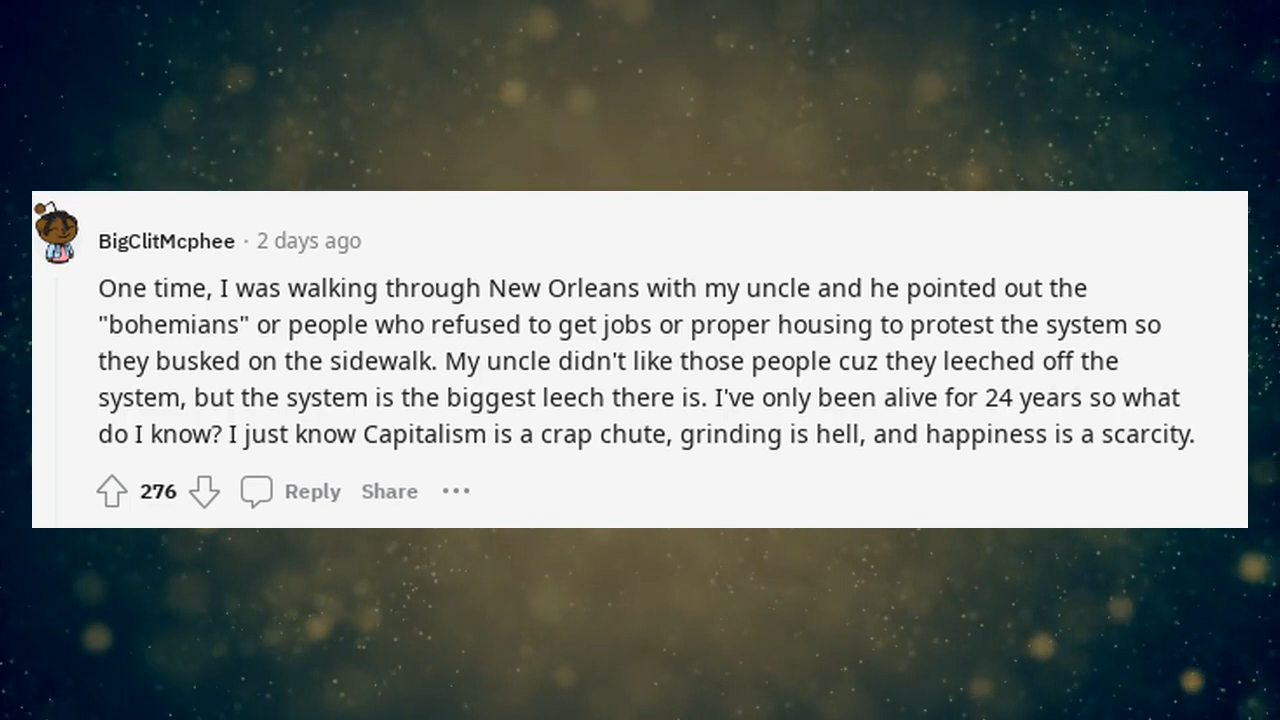 BigClitMcphee · 2 days ago
One time, I was walking through New Orleans with my uncle and he pointed out the
"bohemians" or people who refused to get jobs or proper housing to protest the system so
they busked on the sidewalk. My uncle didn't like those people cuz they leeched off the
system, but the system is the biggest leech there is. I've only been alive for 24 years so what
do I know? I just know Capitalism is a crap chute, grinding is hell, and happiness is a scarcity.
276 Reply Share ···